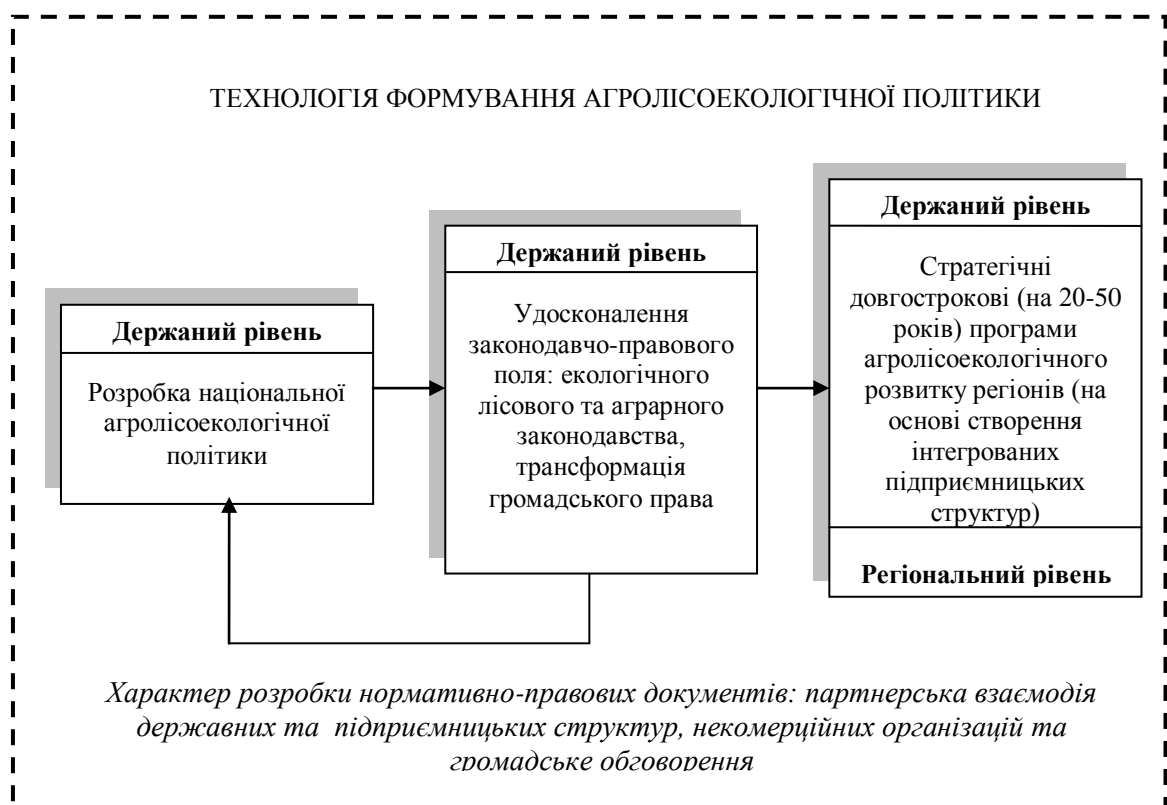 ТЕХНОЛОГІЯ ФОРМУВАННЯ АГРОЛІСОЕКОЛОГІЧНОЇ ПОЛІТИКИ
Держаний рівень
Розробка національної
агролісоекологічної
політики
Держаний рівень
Удосконалення
законодавчо-правового
поля: екологічного
лісового та аграрного
законодавства,
трансформація
громадського права
Держаний рівень
Стратегічні
довгострокові (на 20-50
років) програми
агролісоекологічного
розвитку регіонів (на
основі створення
інтегрованих
підприємницьких
структур)
Регіональний рівень
Характер розробки нормативно-правових документів: партнерська взаємодія
державних та підприємницьких структур, некомерційних організацій та
громадське обговорення